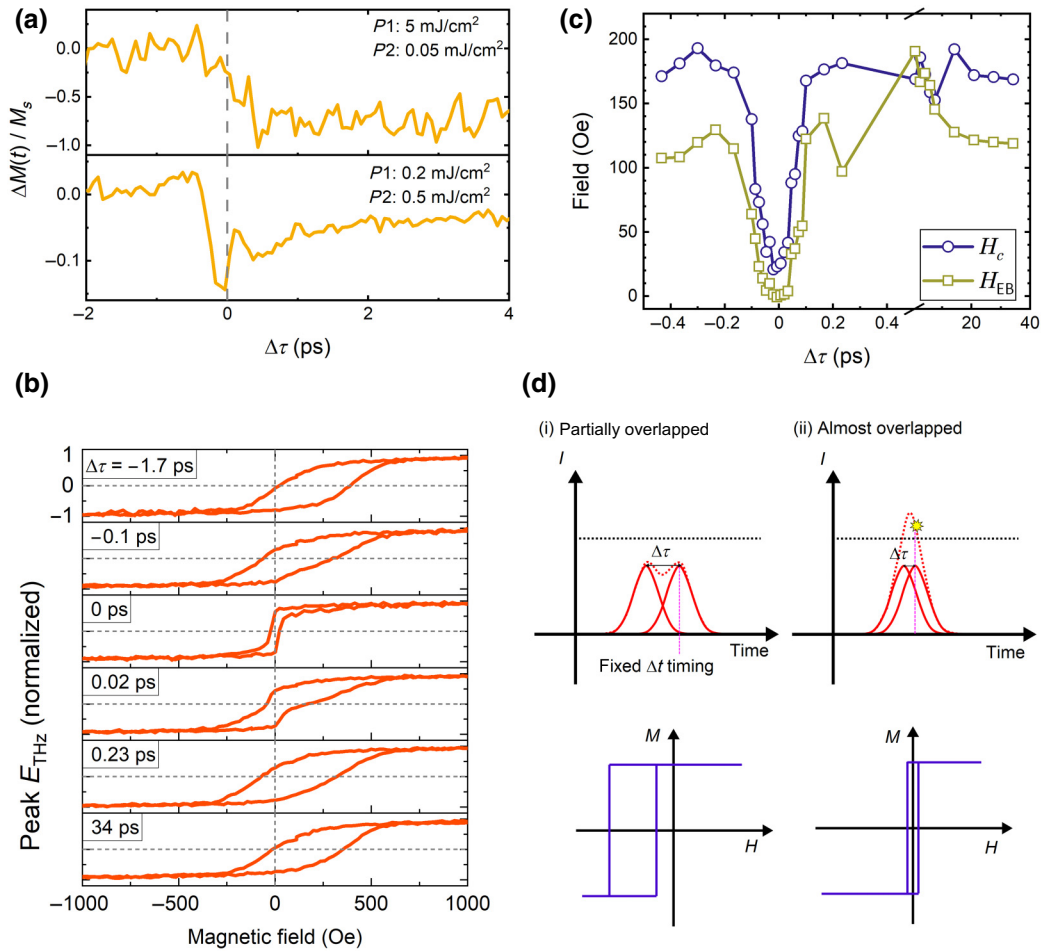 (a)
P1: 5 mJ/cm²
P2: 0.05 mJ/cm²
0.0
−0.5
−1.0
P1: 0.2 mJ/cm²
P2: 0.5 mJ/cm²
0.0
−0.1
ΔM(t) / Mₛ
−2 0 2 4
Δτ (ps)
(c)
200
150
100
50
0
Field (Oe)
H_c
H_EB
−0.4 −0.2 0 0.2 0.4 20 40
Δτ (ps)
(b)
1
0
−1
Δτ = −1.7 ps
−0.1 ps
0 ps
0.02 ps
0.23 ps
34 ps
Peak E_THz (normalized)
−1000 −500 0 500 1000
Magnetic field (Oe)
(d)
(i) Partially overlapped
I
Δτ
Time
Fixed Δt timing
M
H
(ii) Almost overlapped
I
Δτ
Time
M
H